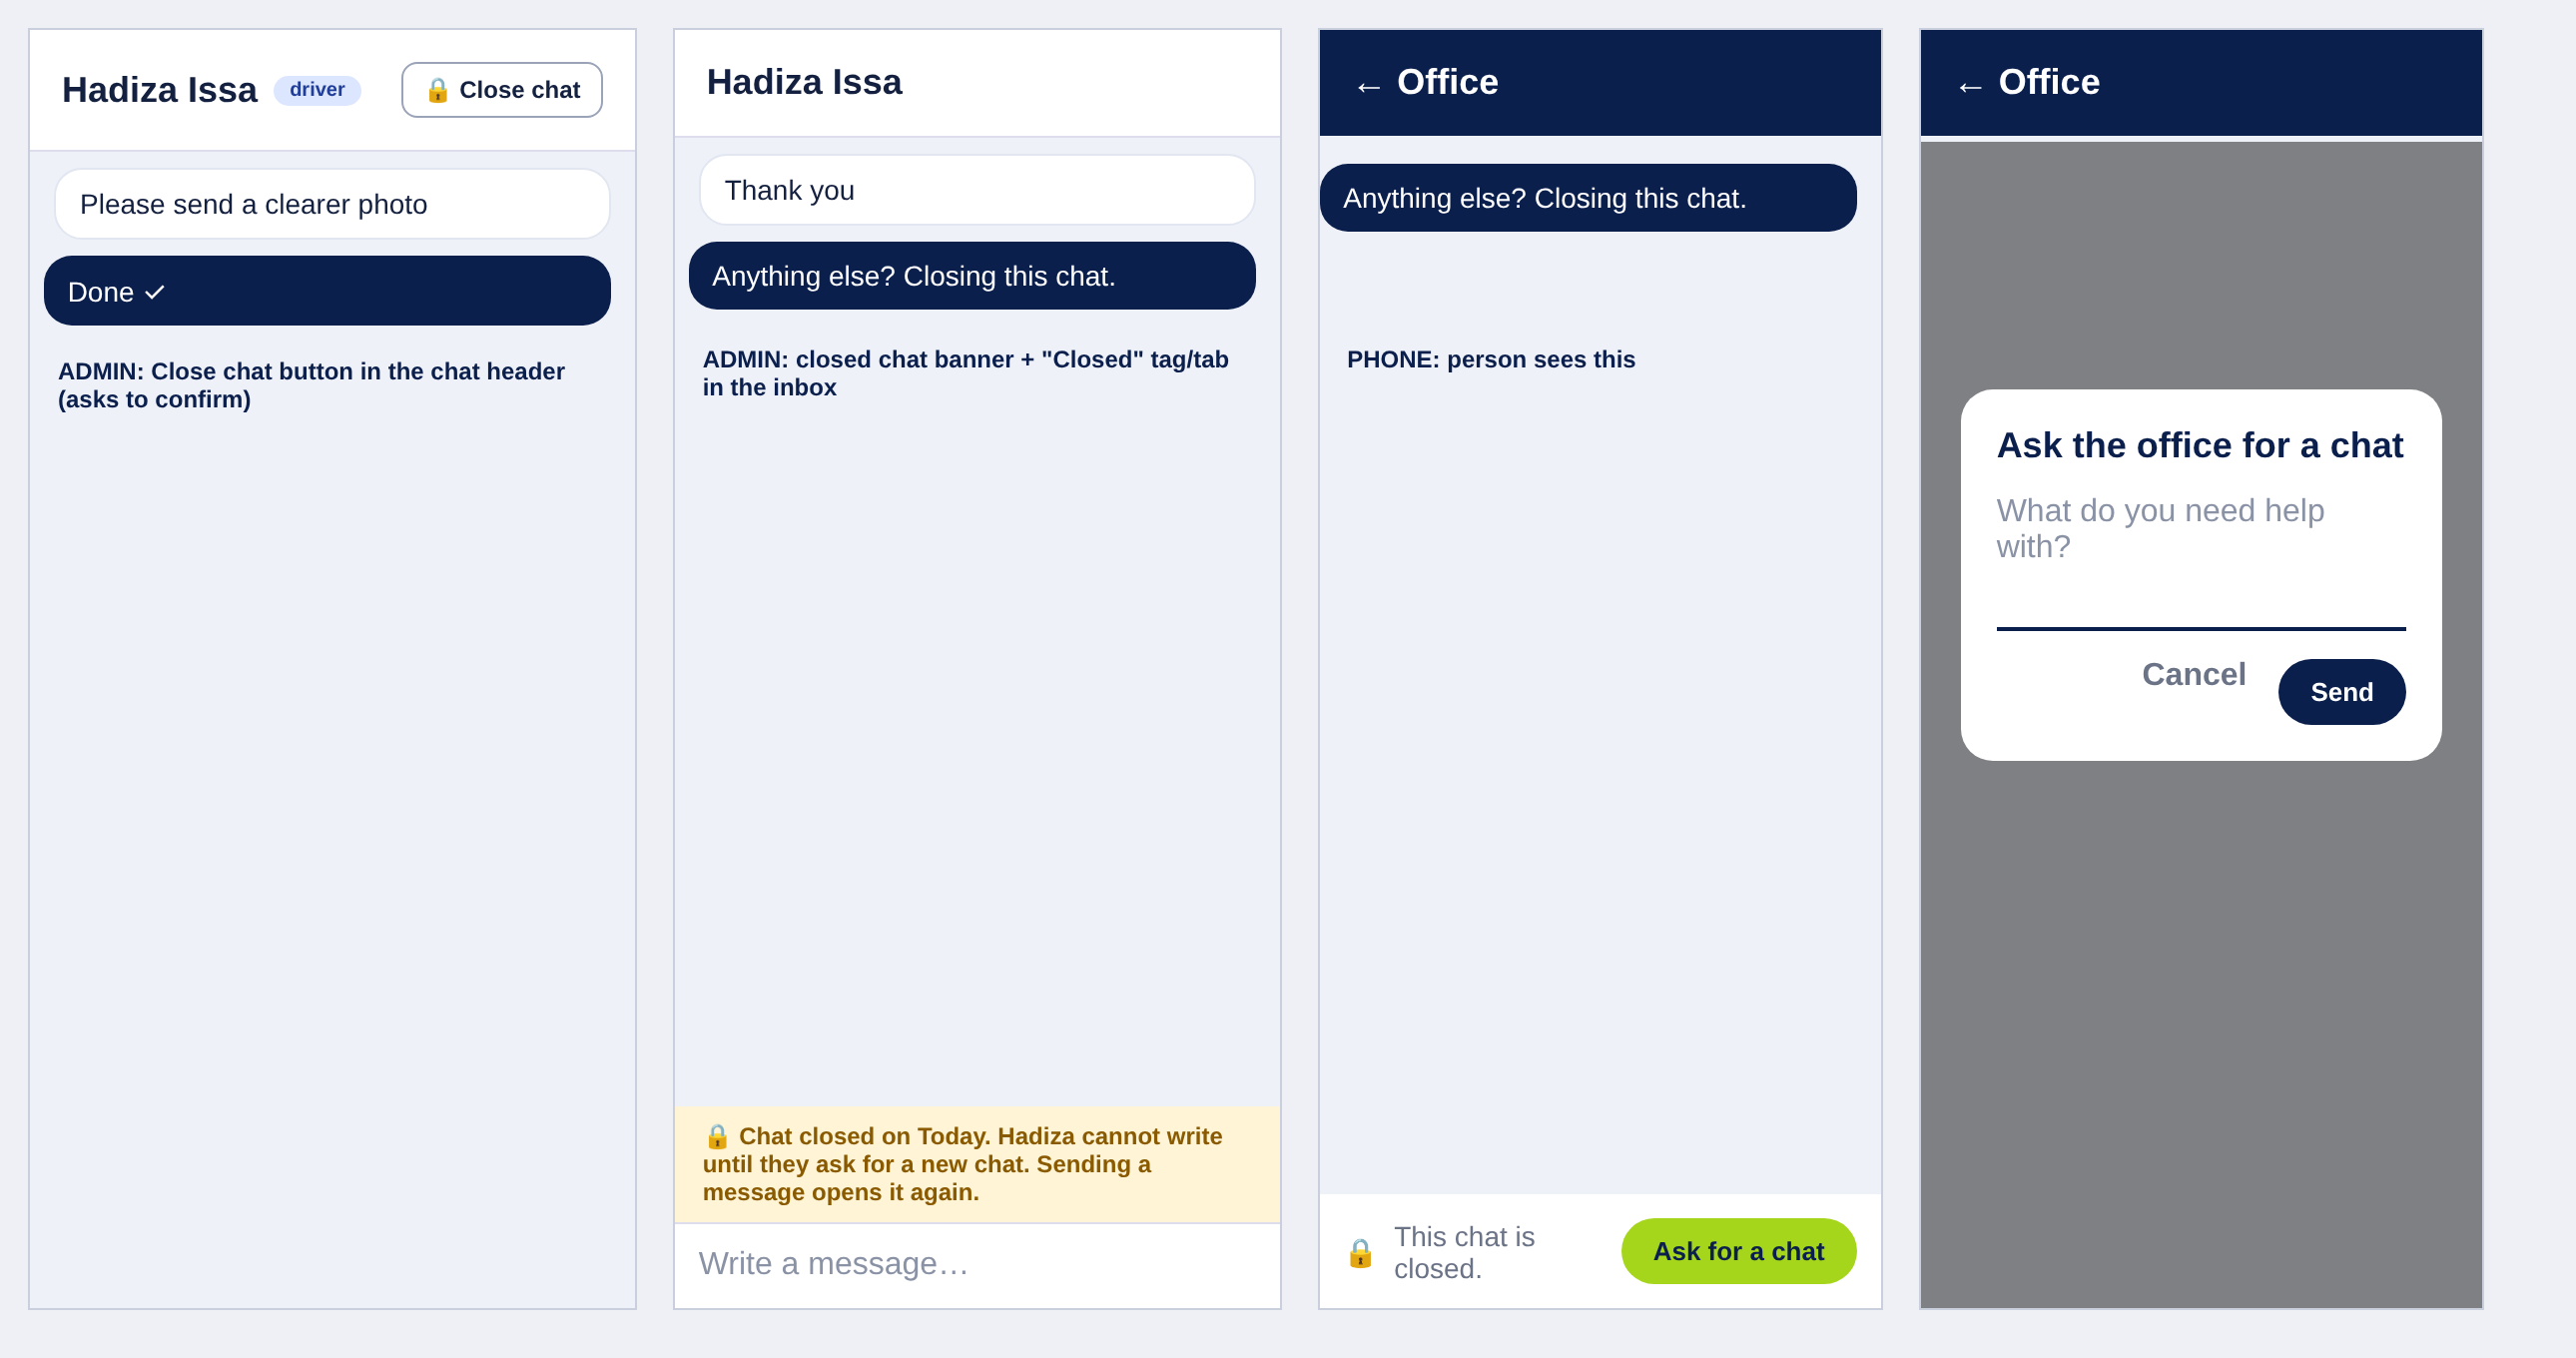 Hadiza Issa driver 🔒 Close chat
Please send a clearer photo
Done ✓
ADMIN: Close chat button in the chat header
(asks to confirm)
Hadiza Issa
Thank you
Anything else? Closing this chat.
ADMIN: closed chat banner + "Closed" tag/tab
in the inbox
🔒 Chat closed on Today. Hadiza cannot write
until they ask for a new chat. Sending a
message opens it again.
Write a message…
← Office
Anything else? Closing this chat.
PHONE: person sees this
🔒 This chat is
closed.
Ask for a chat
← Office
Ask the office for a chat
What do you need help
with?
Cancel
Send